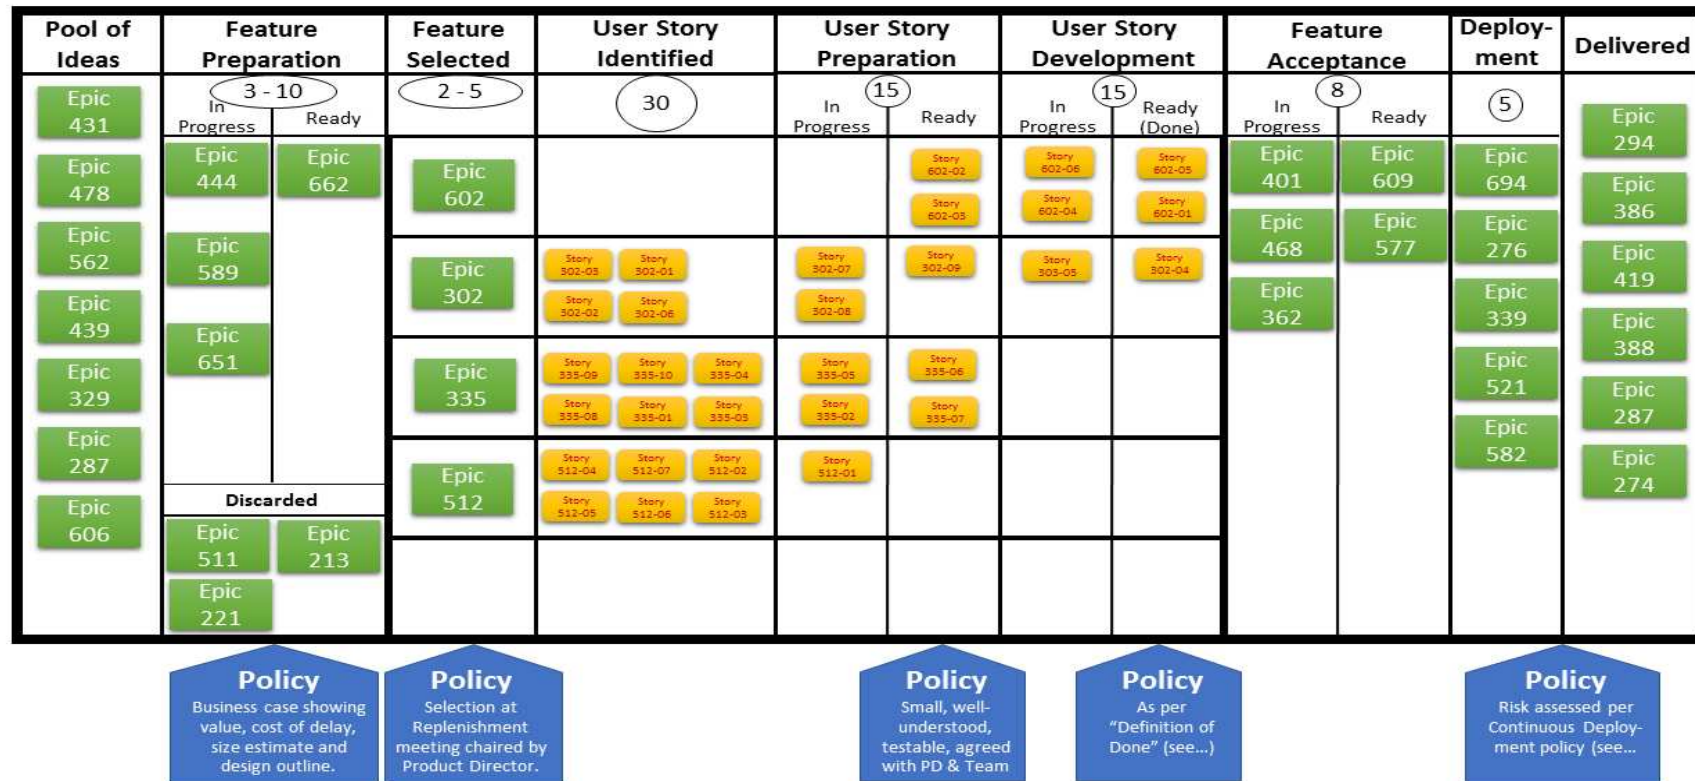 Pool of
Ideas
Feature
Preparation
Feature
Selected
User Story
Identified
User Story
Preparation
User Story
Development
Feature
Acceptance
Deploy-
ment
Delivered
3 - 10
In
Progress
Ready
2 - 5
30
15
In
Progress
Ready
15
In
Progress
Ready
(Done)
8
In
Progress
Ready
5
Epic
431
Epic
478
Epic
562
Epic
439
Epic
329
Epic
287
Epic
606
Epic
444
Epic
589
Epic
651
Epic
662
Discarded
Epic
511
Epic
213
Epic
221
Epic
602
Story
602-02
Story
602-03
Story
602-06
Story
602-04
Story
602-05
Story
602-01
Epic
302
Story
302-03
Story
302-01
Story
302-02
Story
302-06
Story
302-07
Story
302-08
Story
302-09
Story
303-05
Story
302-04
Epic
335
Story
335-09
Story
335-10
Story
335-04
Story
335-08
Story
335-01
Story
335-03
Story
335-05
Story
335-02
Story
335-06
Story
335-07
Epic
512
Story
512-04
Story
512-07
Story
512-02
Story
512-05
Story
512-06
Story
512-03
Story
512-01
Epic
401
Epic
468
Epic
362
Epic
609
Epic
577
Epic
694
Epic
276
Epic
339
Epic
521
Epic
582
Epic
294
Epic
386
Epic
419
Epic
388
Epic
287
Epic
274
Policy
Business case showing
value, cost of delay,
size estimate and
design outline.
Policy
Selection at
Replenishment
meeting chaired by
Product Director.
Policy
Small, well-
understood,
testable, agreed
with PD & Team
Policy
As per
“Definition of
Done” (see...)
Policy
Risk assessed per
Continuous Deploy-
ment policy (see...